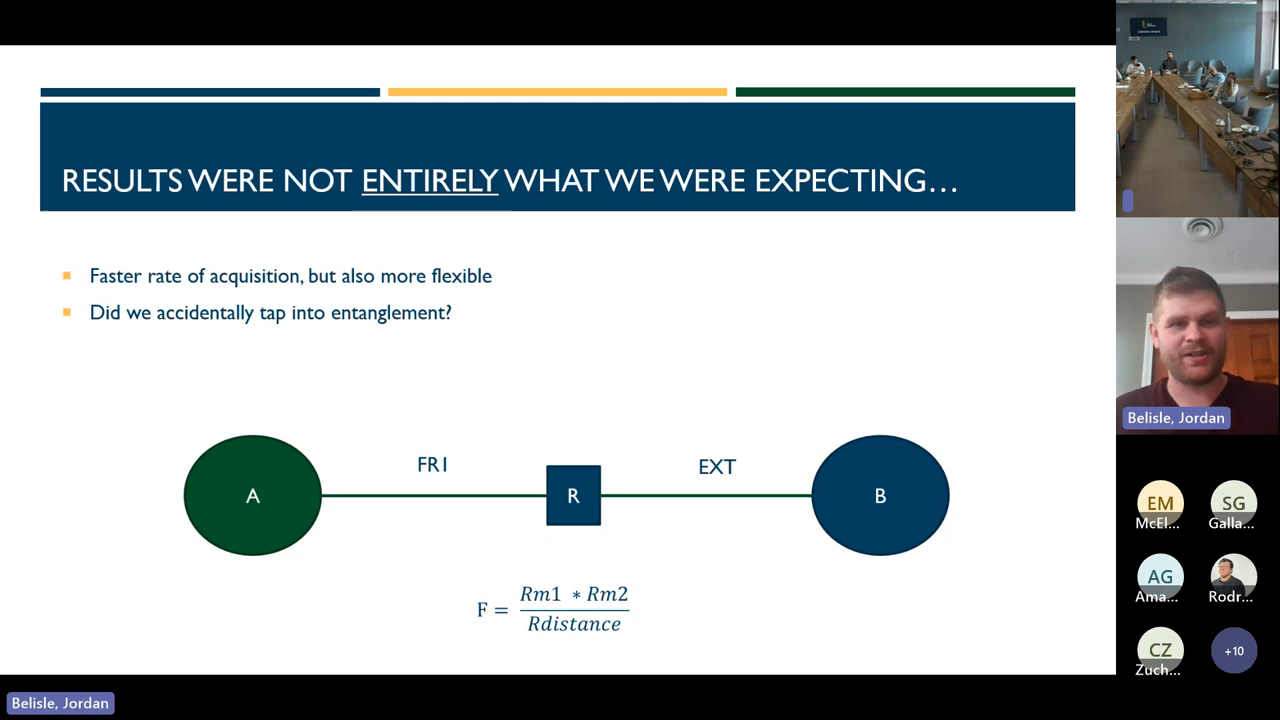 RESULTS WERE NOT ENTIRELY WHAT WE WERE EXPECTING...
Faster rate of acquisition, but also more flexible
Did we accidentally tap into entanglement?
A
FR1
R
EXT
B
F = Rm1 * Rm2
Rdistance
Belisle, Jordan
Belisle, Jordan
EM
McEl...
SG
Galla...
AG
Ama...
Rodr...
CZ
Zuch...
+10